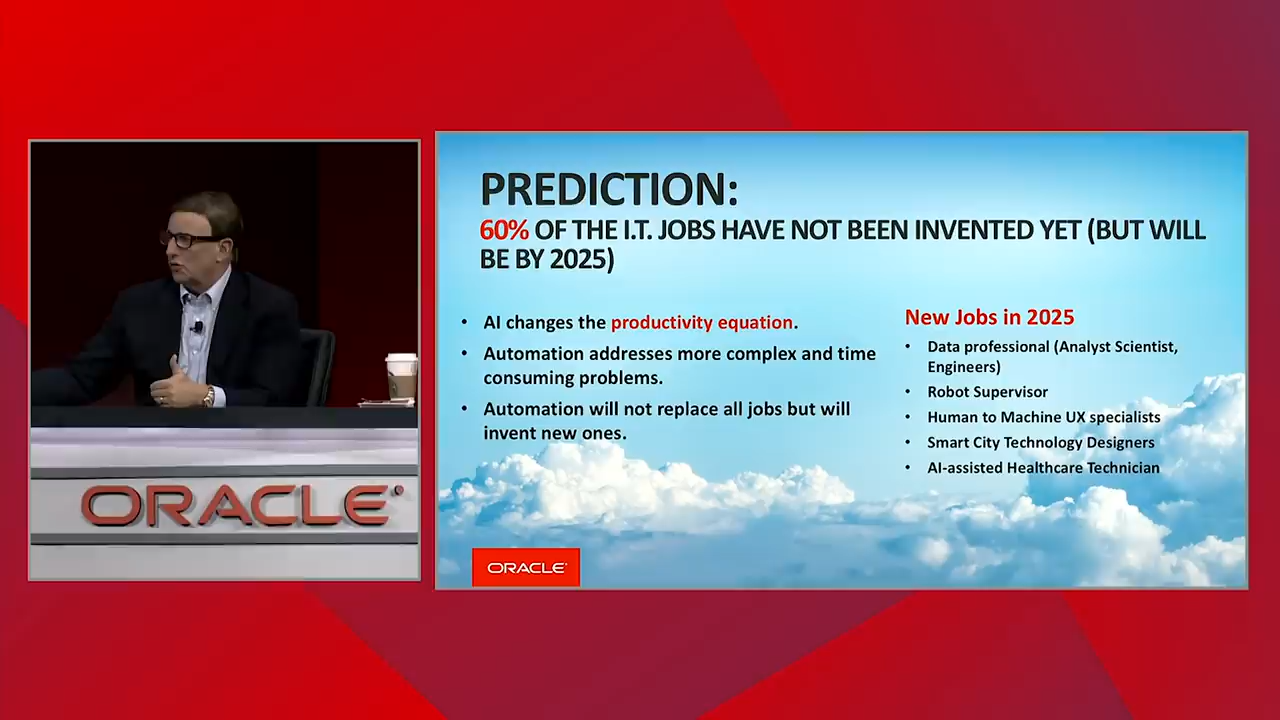 PREDICTION:
60% OF THE I.T. JOBS HAVE NOT BEEN INVENTED YET (BUT WILL
BE BY 2025)
• AI changes the productivity equation.
• Automation addresses more complex and time
consuming problems.
• Automation will not replace all jobs but will
invent new ones.
New Jobs in 2025
• Data professional (Analyst Scientist,
Engineers)
• Robot Supervisor
• Human to Machine UX specialists
• Smart City Technology Designers
• AI-assisted Healthcare Technician
ORACLE
ORACLE